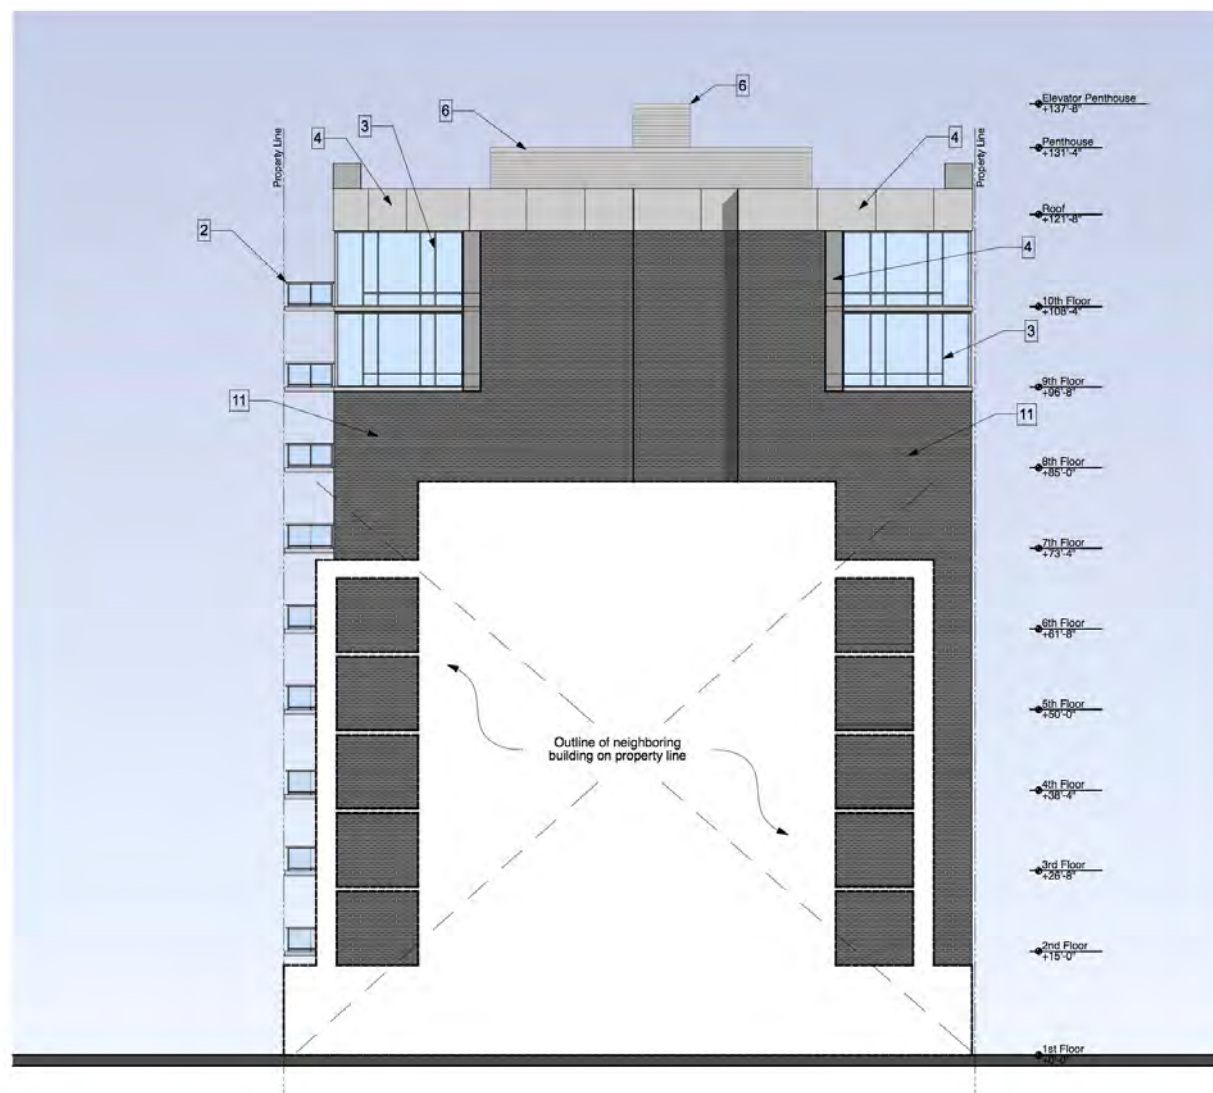 6
Elevator Penthouse
+137'-8"
6
3
4
4
Property Line
Property Line
Penthouse
+131'-4"
2
Roof
+121'-8"
4
10th Floor
+108'-4"
3
9th Floor
+96'-8"
11
11
8th Floor
+85'-0"
7th Floor
+73'-4"
6th Floor
+61'-8"
5th Floor
+50'-0"
Outline of neighboring
building on property line
4th Floor
+38'-4"
3rd Floor
+26'-8"
2nd Floor
+15'-0"
1st Floor
+0'-0"